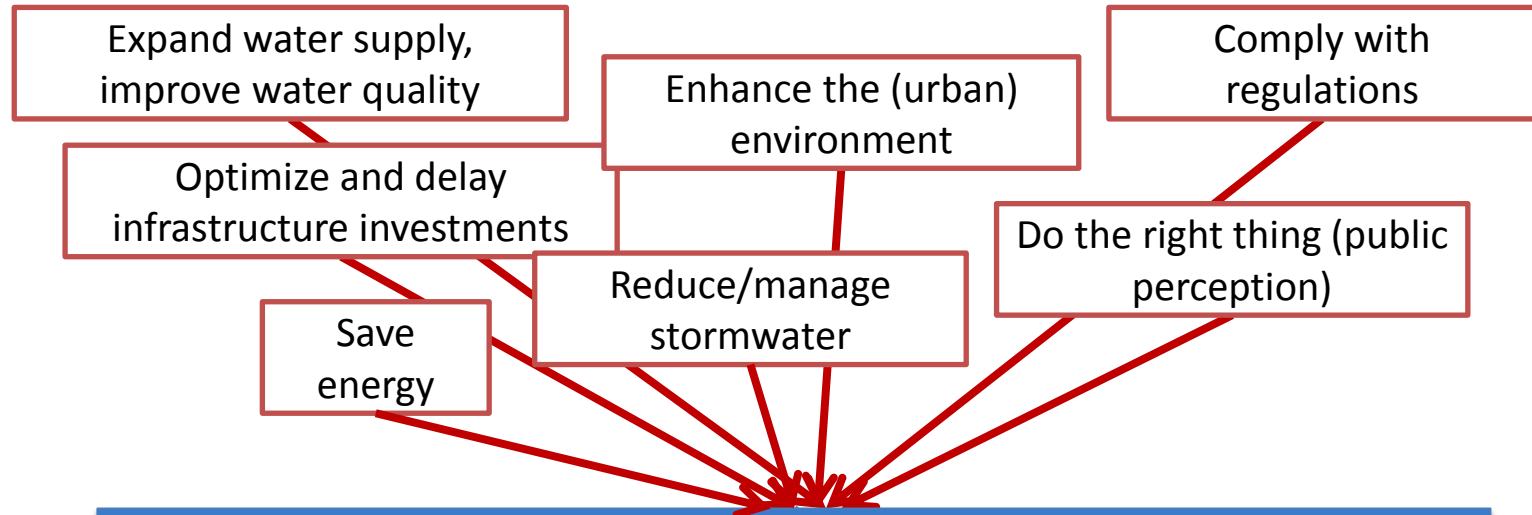 Expand water supply,
improve water quality
Enhance the (urban)
environment
Comply with
regulations
Optimize and delay
infrastructure investments
Do the right thing (public
perception)
Reduce/manage
stormwater
Save
energy